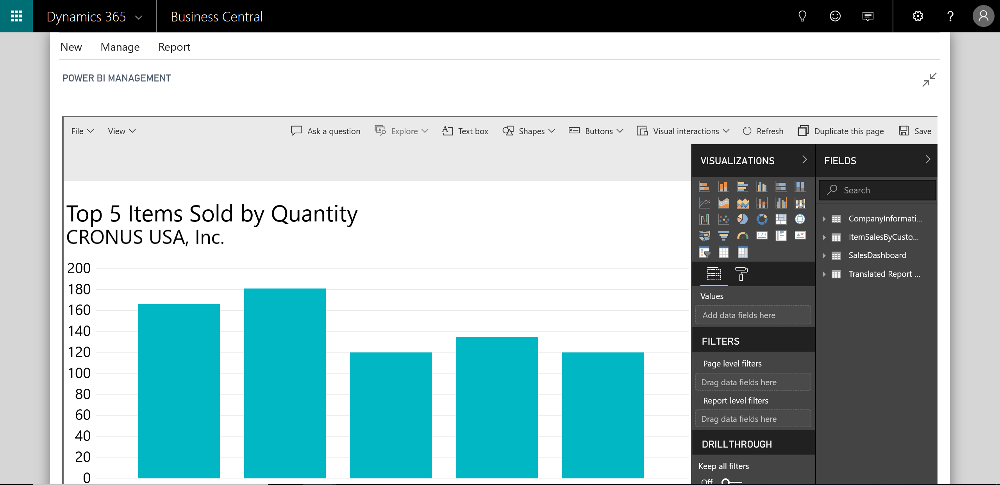 Dynamics 365
Business Central
New Manage Report
POWER BI MANAGEMENT
File View Ask a question Explore Text box Shapes Buttons Visual interactions Refresh Duplicate this page Save
Top 5 Items Sold by Quantity
CRONUS USA, Inc.
200
180
160
140
120
100
80
60
40
20
0
VISUALIZATIONS
123
Values
Add data fields here
FILTERS
Page level filters
Drag data fields here
Report level filters
Drag data fields here
DRILLTHROUGH
Keep all filters
Off
FIELDS
Search
CompanyInformati...
ItemSalesByCusto...
SalesDashboard
Translated Report ...